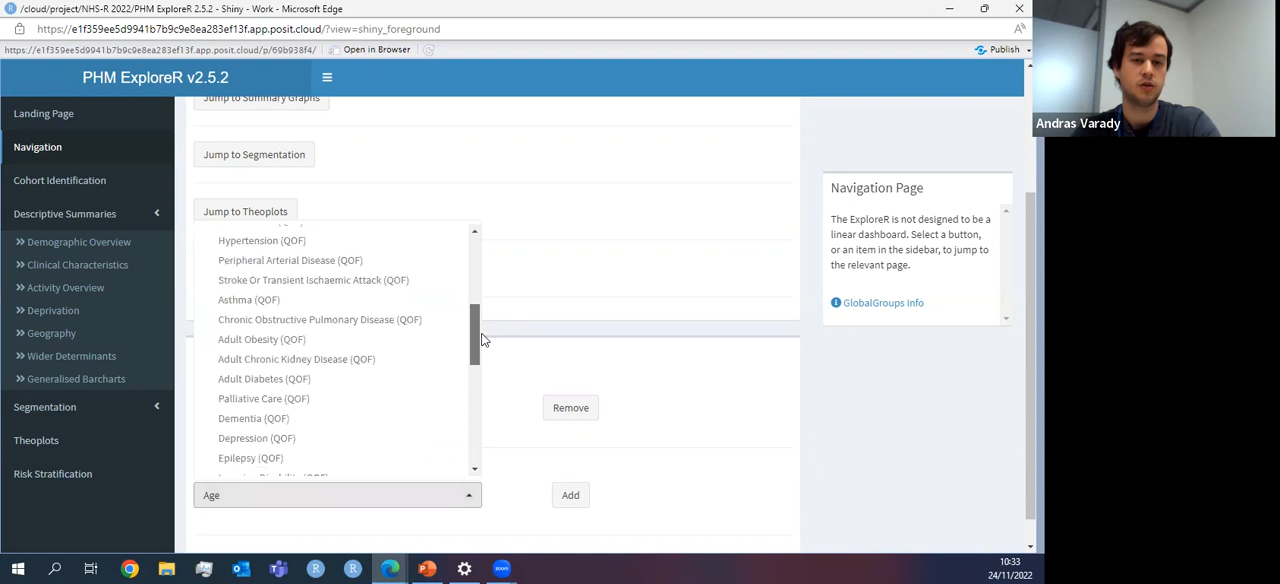 /cloud/project/NHS-R 2022/PHM ExploreR v2.5.2 - Shiny - Work - Microsoft Edge
https://e1f359ee5d9941b7b9c9e8ea283ef13f.app.posit.cloud/?view=shiny_foreground
https://e1f359ee5d9941b7b9c9e8ea283ef13f.app.posit.cloud/p/69b938f4/
Open in Browser
Publish
PHM ExploreR v2.5.2
Landing Page
Navigation
Cohort Identification
Descriptive Summaries
Demographic Overview
Clinical Characteristics
Activity Overview
Deprivation
Geography
Wider Determinants
Generalised Barcharts
Segmentation
Theoplots
Risk Stratification
Jump to Summary Graphs
Jump to Segmentation
Jump to Theoplots
Hypertension (QOF)
Peripheral Arterial Disease (QOF)
Stroke Or Transient Ischaemic Attack (QOF)
Asthma (QOF)
Chronic Obstructive Pulmonary Disease (QOF)
Adult Obesity (QOF)
Adult Chronic Kidney Disease (QOF)
Adult Diabetes (QOF)
Palliative Care (QOF)
Dementia (QOF)
Depression (QOF)
Epilepsy (QOF)
Age
Remove
Add
Navigation Page
The ExploreR is not designed to be a
linear dashboard. Select a button,
or an item in the sidebar, to jump to
the relevant page.
GlobalGroups Info
Andras Varady
10:33
24/11/2022